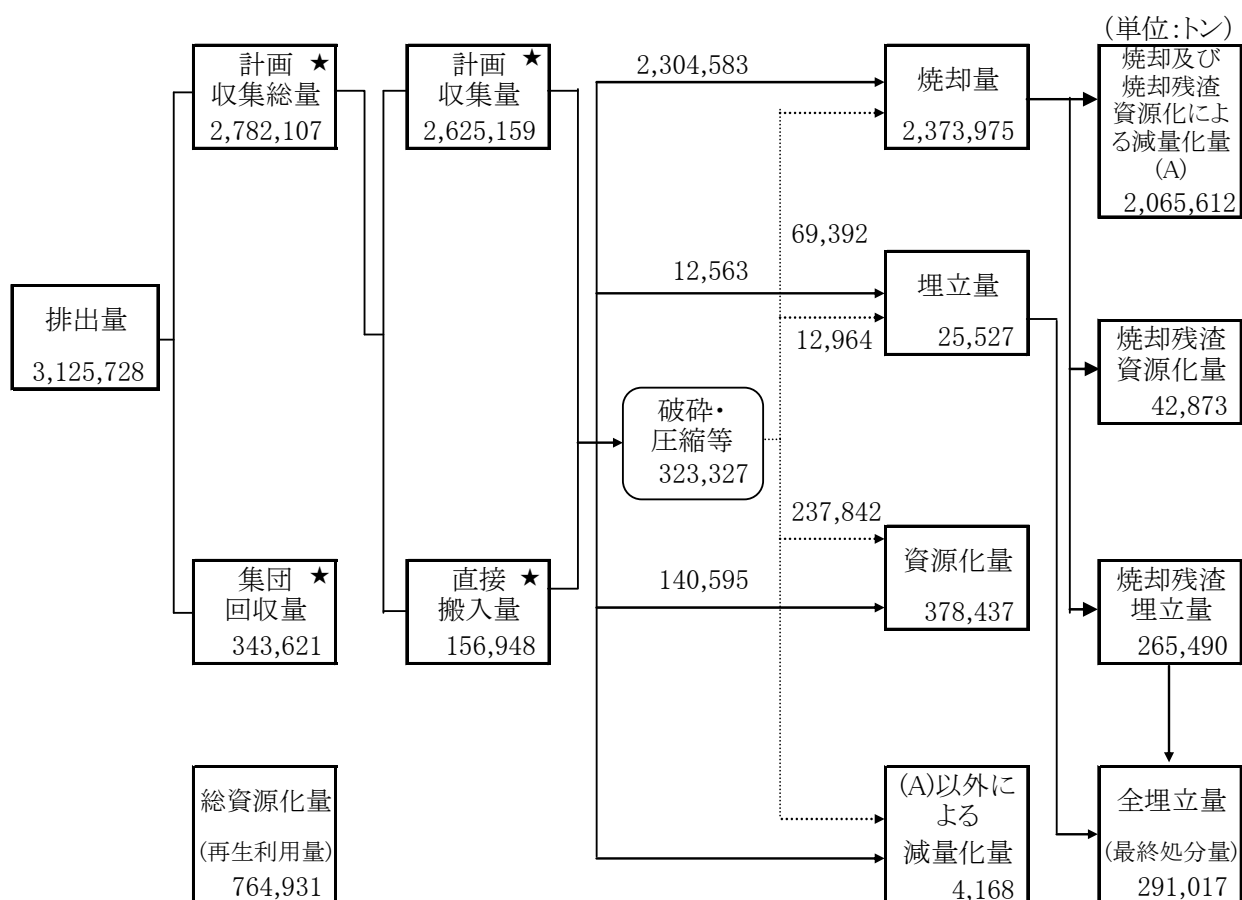 (単位:トン)
計画 ★
収集総量
2,782,107
計画 ★
収集量
2,625,159
2,304,583
焼却量
2,373,975
焼却及び
焼却残渣
資源化によ
る減量化量
(A)
2,065,612
69,392
12,563
埋立量
25,527
12,964
排出量
3,125,728
焼却残渣
資源化量
42,873
破砕・
圧縮等
323,327
237,842
140,595
資源化量
378,437
集団 ★
回収量
343,621
直接 ★
搬入量
156,948
焼却残渣
埋立量
265,490
総資源化量
(再生利用量)
764,931
(A)以外に
よる
減量化量
4,168
全埋立量
(最終処分量)
291,017